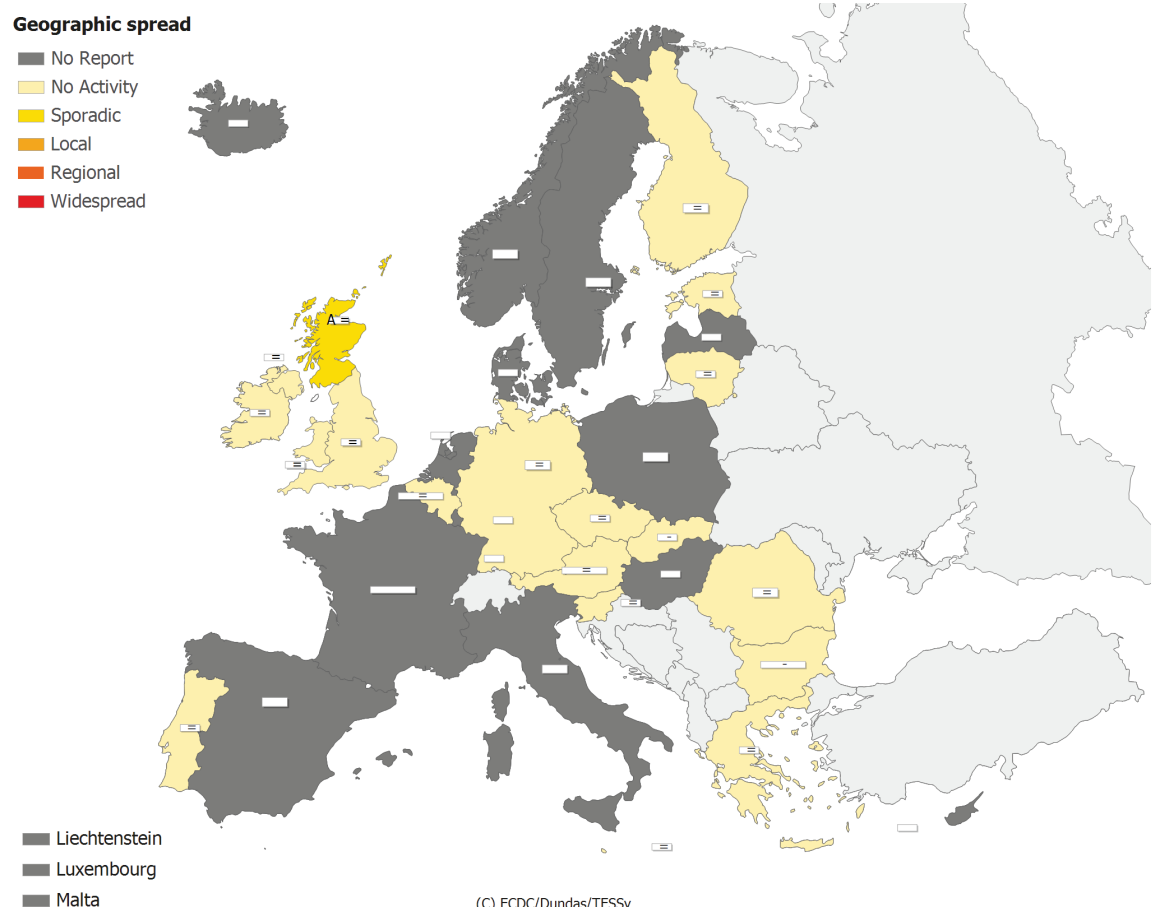 Geographic spread
No Report
No Activity
Sporadic
Local
Regional
Widespread
=
A =
=
=
=
=
=
=
=
=
=
-
=
=
=
-
=
=
=
Liechtenstein
Luxembourg
Malta
(C) ECDC/Dundas/TESSy